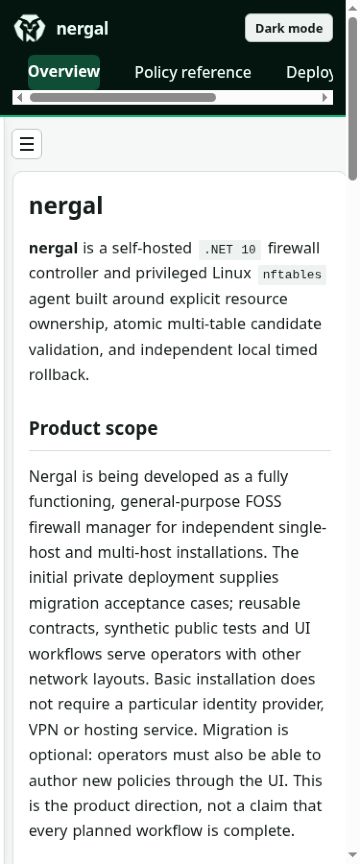 nergal
Dark mode
Overview
Policy reference
Deploy
nergal
nergal is a self-hosted .NET 10 firewall
controller and privileged Linux nftables
agent built around explicit resource
ownership, atomic multi-table candidate
validation, and independent local timed
rollback.
Product scope
Nergal is being developed as a fully
functioning, general-purpose FOSS
firewall manager for independent single-
host and multi-host installations. The
initial private deployment supplies
migration acceptance cases; reusable
contracts, synthetic public tests and UI
workflows serve operators with other
network layouts. Basic installation does
not require a particular identity provider,
VPN or hosting service. Migration is
optional: operators must also be able to
author new policies through the UI. This
is the product direction, not a claim that
every planned workflow is complete.